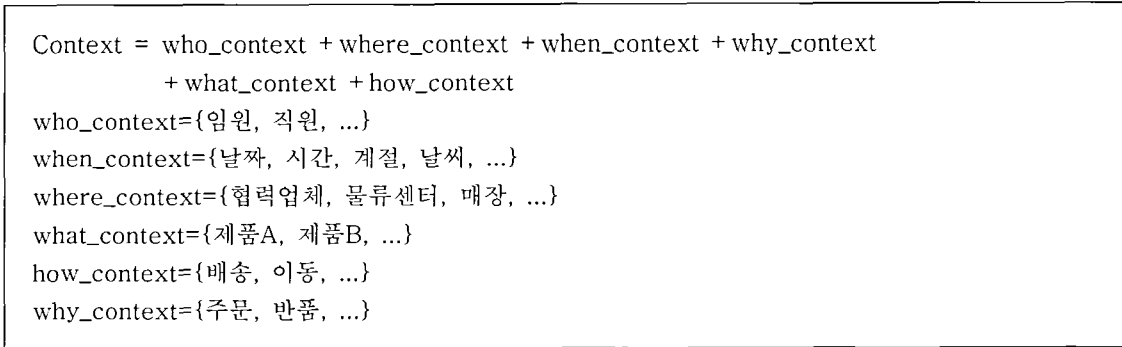 Context = who_context + where_context + when_context + why_context
+ what_context + how_context
who_context={임원, 직원, ...}
when_context={날짜, 시간, 계절, 날씨, ...}
where_context={협력업체, 물류센터, 매장, ...}
what_context={제품A, 제품B, ...}
how_context={배송, 이동, ...}
why_context={주문, 반품, ...}